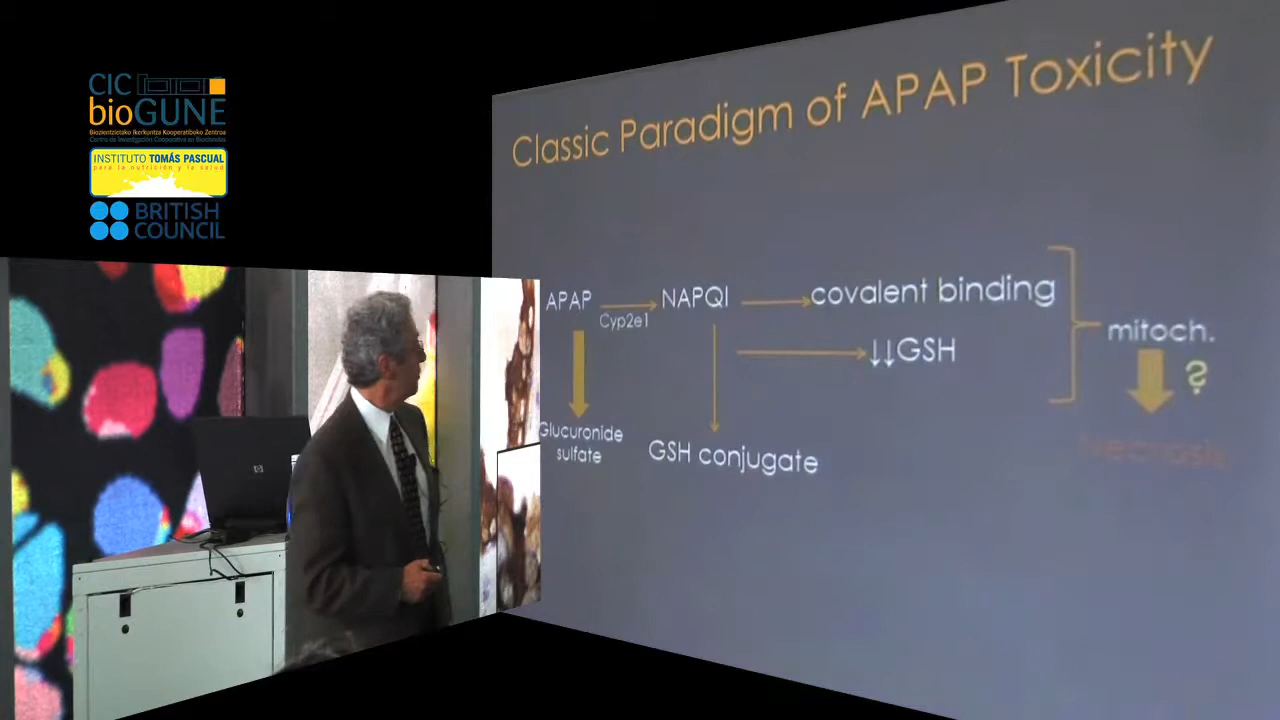 CIC
bioGUNE
Biozientzietako Ikerkuntza Kooperatiboko Zentroa
Centro de Investigación Cooperativa en Biociencias
INSTITUTO TOMÁS PASCUAL
para la nutrición y la salud
BRITISH
COUNCIL
Classic Paradigm of APAP Toxicity
APAP
Cyp2e1
NAPQI
covalent binding
↓↓GSH
mitoch.
?
Glucuronide
sulfate
GSH conjugate
Necrosis
hp